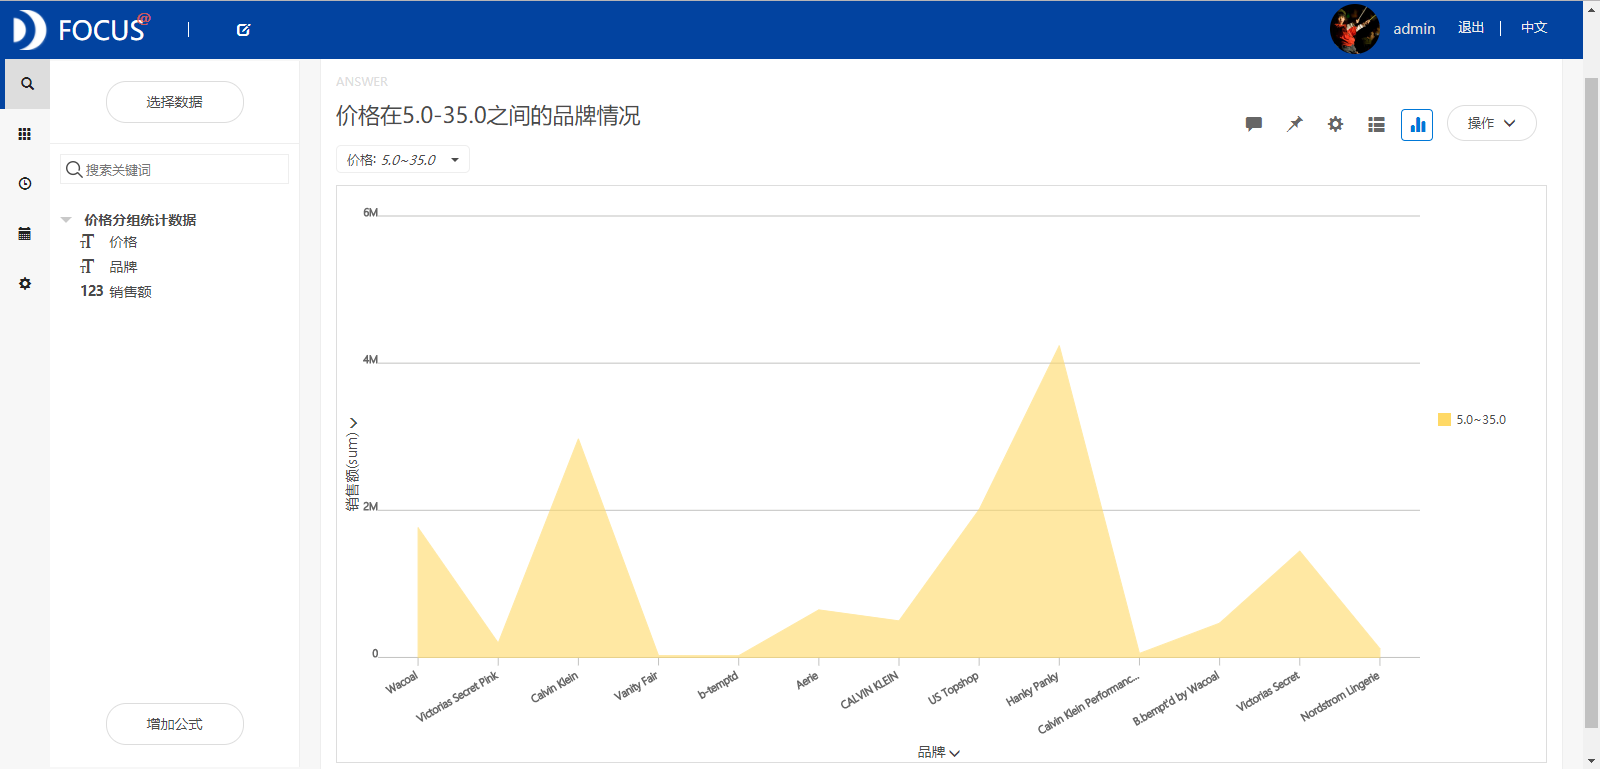 FOCUS@
admin 退出 | 中文
选择数据
搜索关键词
价格分组统计数据
TT 价格
TT 品牌
123 销售额
增加公式
ANSWER
价格在5.0-35.0之间的品牌情况
操作
价格: 5.0~35.0
6M
4M
2M
0
销售额(sum)
5.0~35.0
Wacoal
Victorias Secret Pink
Calvin Klein
Vanity Fair
b-temptd
Aerie
CALVIN KLEIN
US Topshop
Hanky Panky
Calvin Klein Performanc...
B.bempt'd by Wacoal
Victorias Secret
Nordstrom Lingerie
品牌